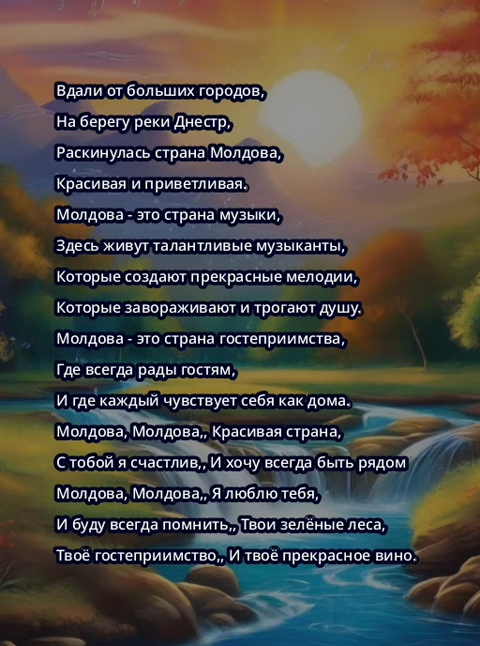 Вдали от больших городов,
На берегу реки Днестр,
Раскинулась страна Молдова,
Красивая и приветливая.
Молдова - это страна музыки,
Здесь живут талантливые музыканты,
Которые создают прекрасные мелодии,
Которые завораживают и трогают душу.
Молдова - это страна гостеприимства,
Где всегда рады гостям,
И где каждый чувствует себя как дома.
Молдова, Молдова,, Красивая страна,
С тобой я счастлив,, И хочу всегда быть рядом
Молдова, Молдова,, Я люблю тебя,
И буду всегда помнить,, Твои зелёные леса,
Твоё гостеприимство,, И твоё прекрасное вино.